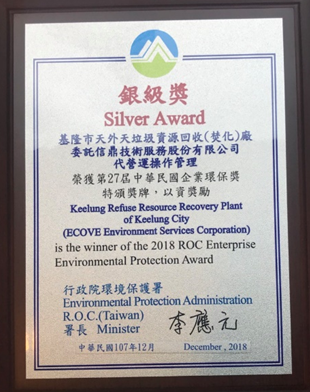 銀級獎
Silver Award
基隆市天外天垃圾資源回收(焚化)廠
委託信鼎技術服務股份有限公司
代營運操作管理
榮獲第27屆中華民國企業環保獎
特頒獎牌，以資獎勵
Keelung Refuse Resource Recovery Plant
of Keelung City
(ECOVE Environment Services Corporation)
is the winner of the 2018 ROC Enterprise
Environmental Protection Award
行政院環境保護署
Environmental Protection Administration
R.O.C.(Taiwan)
署長 Minister 李應元
中華民國107年12月 December , 2018